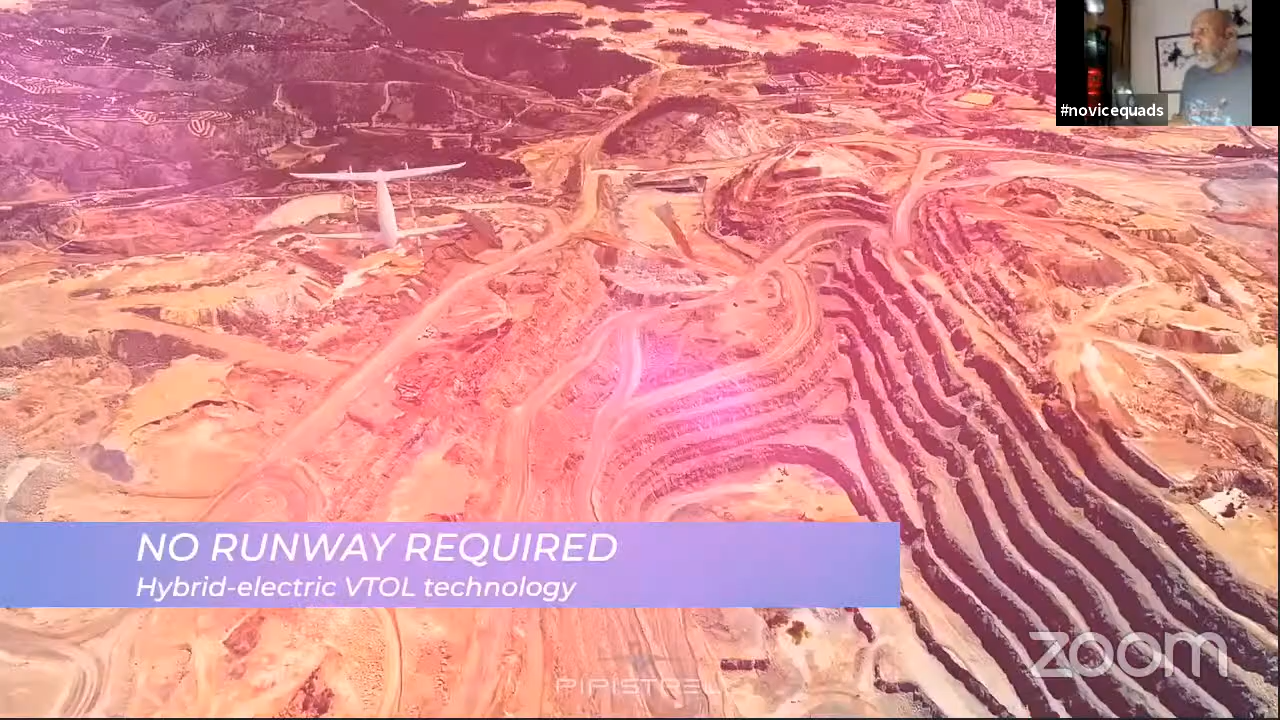 #novicequads
NO RUNWAY REQUIRED
Hybrid-electric VTOL technology
zoom
PIPISTREL